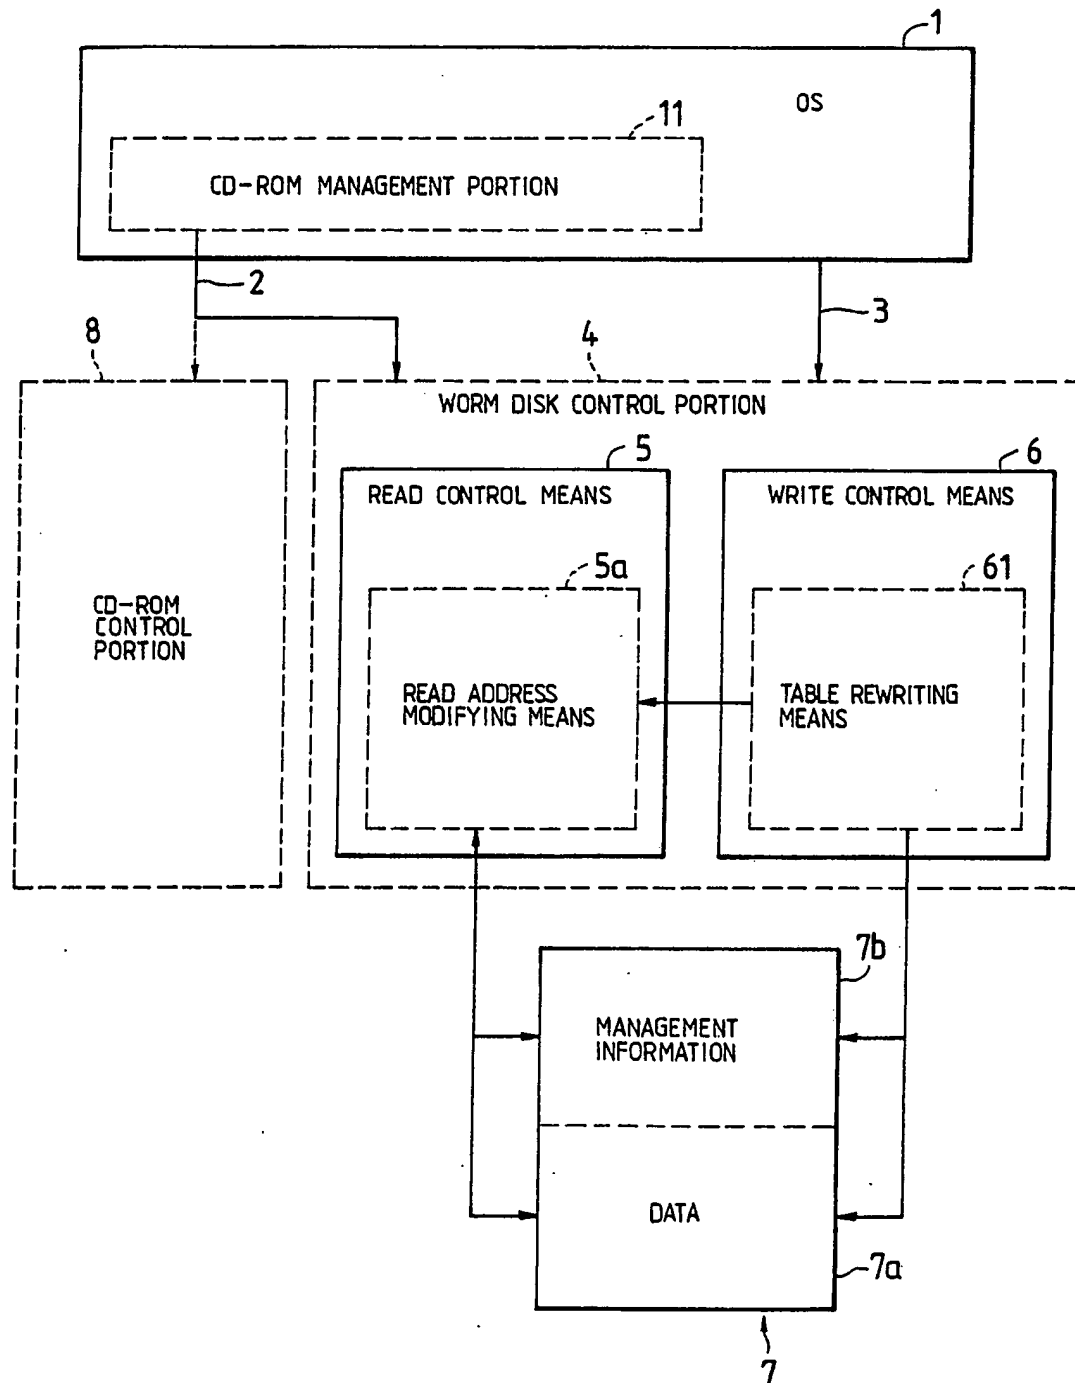 1
OS
11
CD-ROM MANAGEMENT PORTION
2
3
8
4
WORM DISK CONTROL PORTION
5
6
READ CONTROL MEANS
WRITE CONTROL MEANS
5a
61
CD-ROM
CONTROL
PORTION
READ ADDRESS
MODIFYING MEANS
TABLE REWRITING
MEANS
7b
MANAGEMENT
INFORMATION
DATA
7a
7